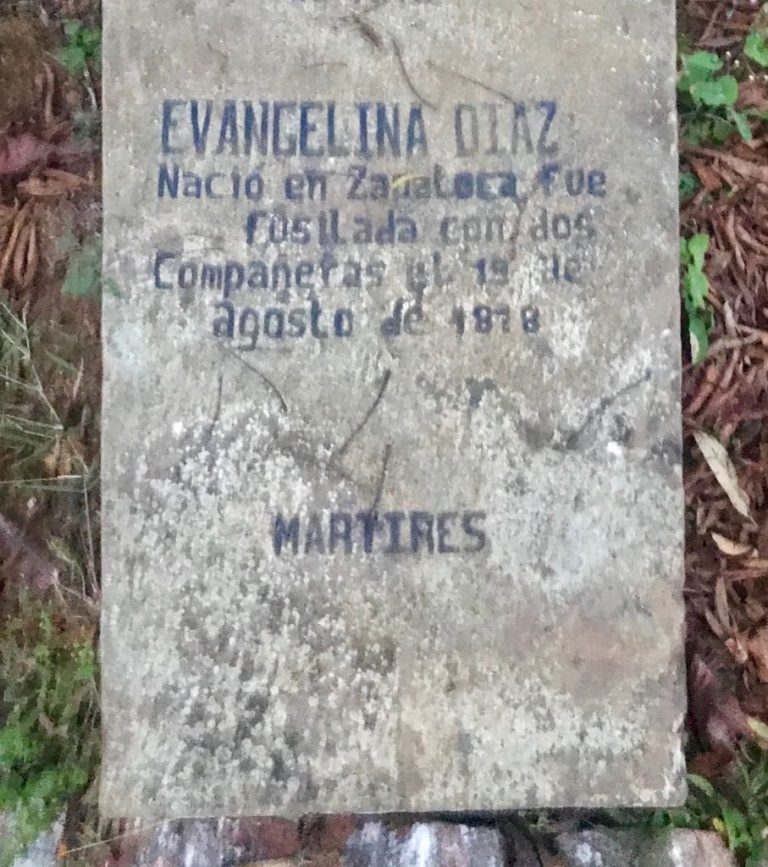 EVANGELINA DIAZ
Nació en Zapatoca, Fue
fusilada con dos
Compañeras el 19 de
agosto de 1878
MARTIRES